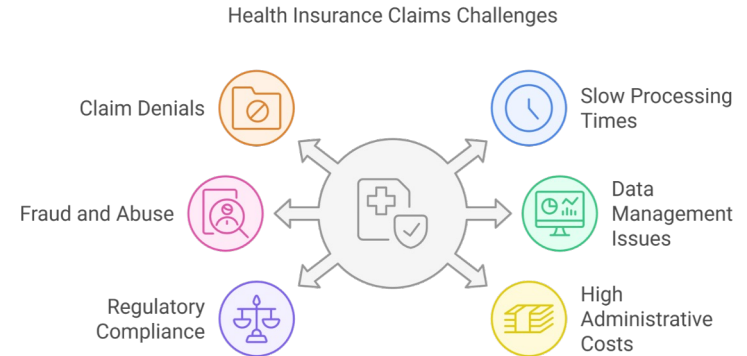 Health Insurance Claims Challenges
Claim Denials
Slow Processing
Times
Fraud and Abuse
Data
Management
Issues
Regulatory
Compliance
High
Administrative
Costs